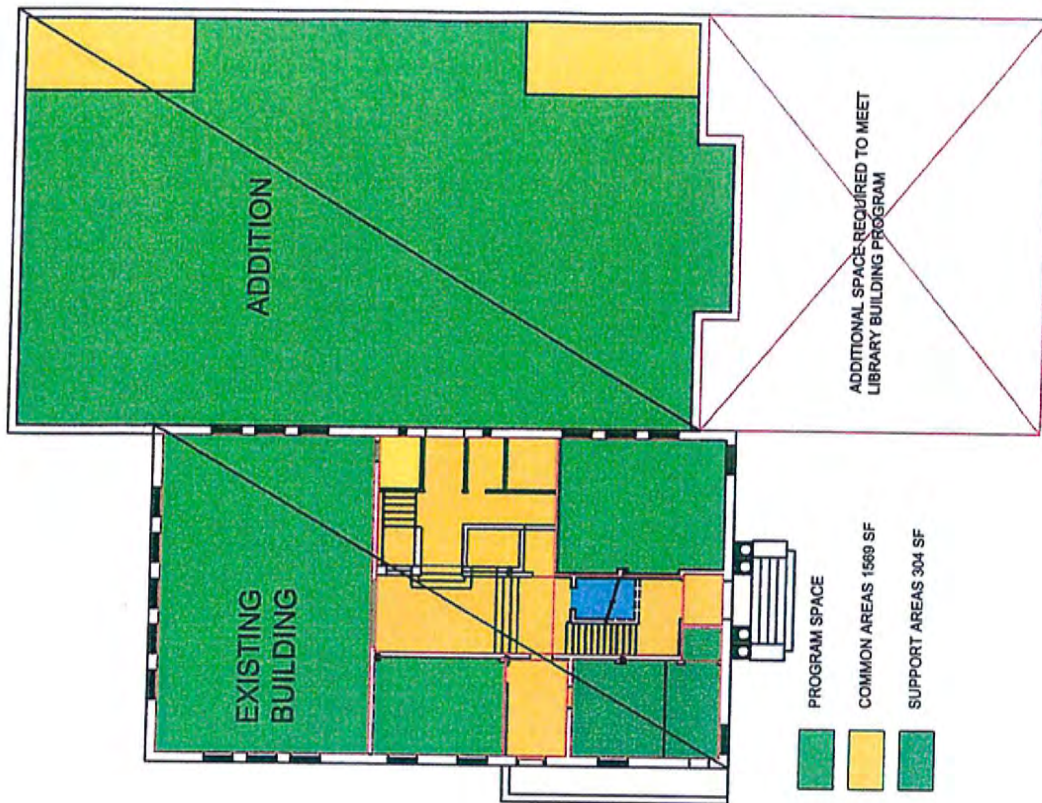 EXISTING
BUILDING
ADDITION
ADDITIONAL SPACE REQUIRED TO MEET
LIBRARY BUILDING PROGRAM
PROGRAM SPACE
COMMON AREAS 1569 SF
SUPPORT AREAS 304 SF